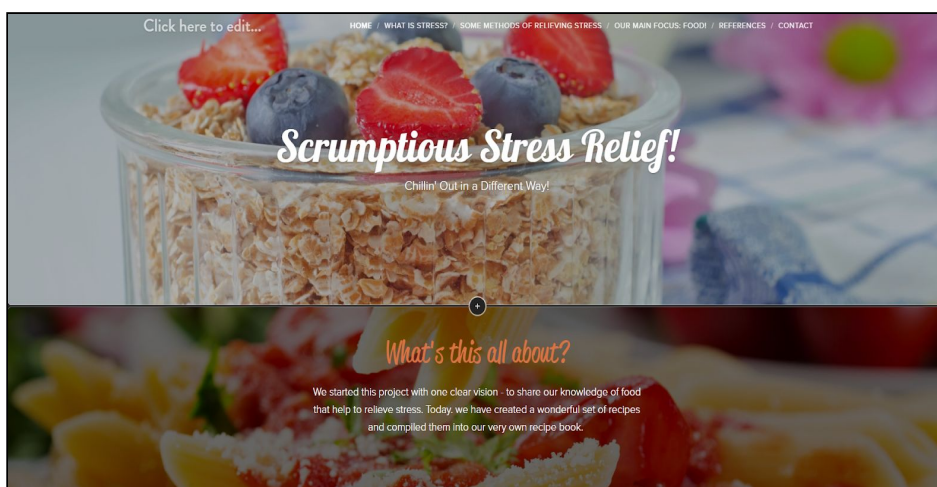 Click here to edit...
HOME / WHAT IS STRESS? / SOME METHODS OF RELIEVING STRESS / OUR MAIN FOCUS: FOOD! / REFERENCES / CONTACT
Scrumptious Stress Relief!
Chillin' Out in a Different Way!
+
What's this all about?
We started this project with one clear vision - to share our knowledge of food
that help to relieve stress. Today, we have created a wonderful set of recipes
and compiled them into our very own recipe book.